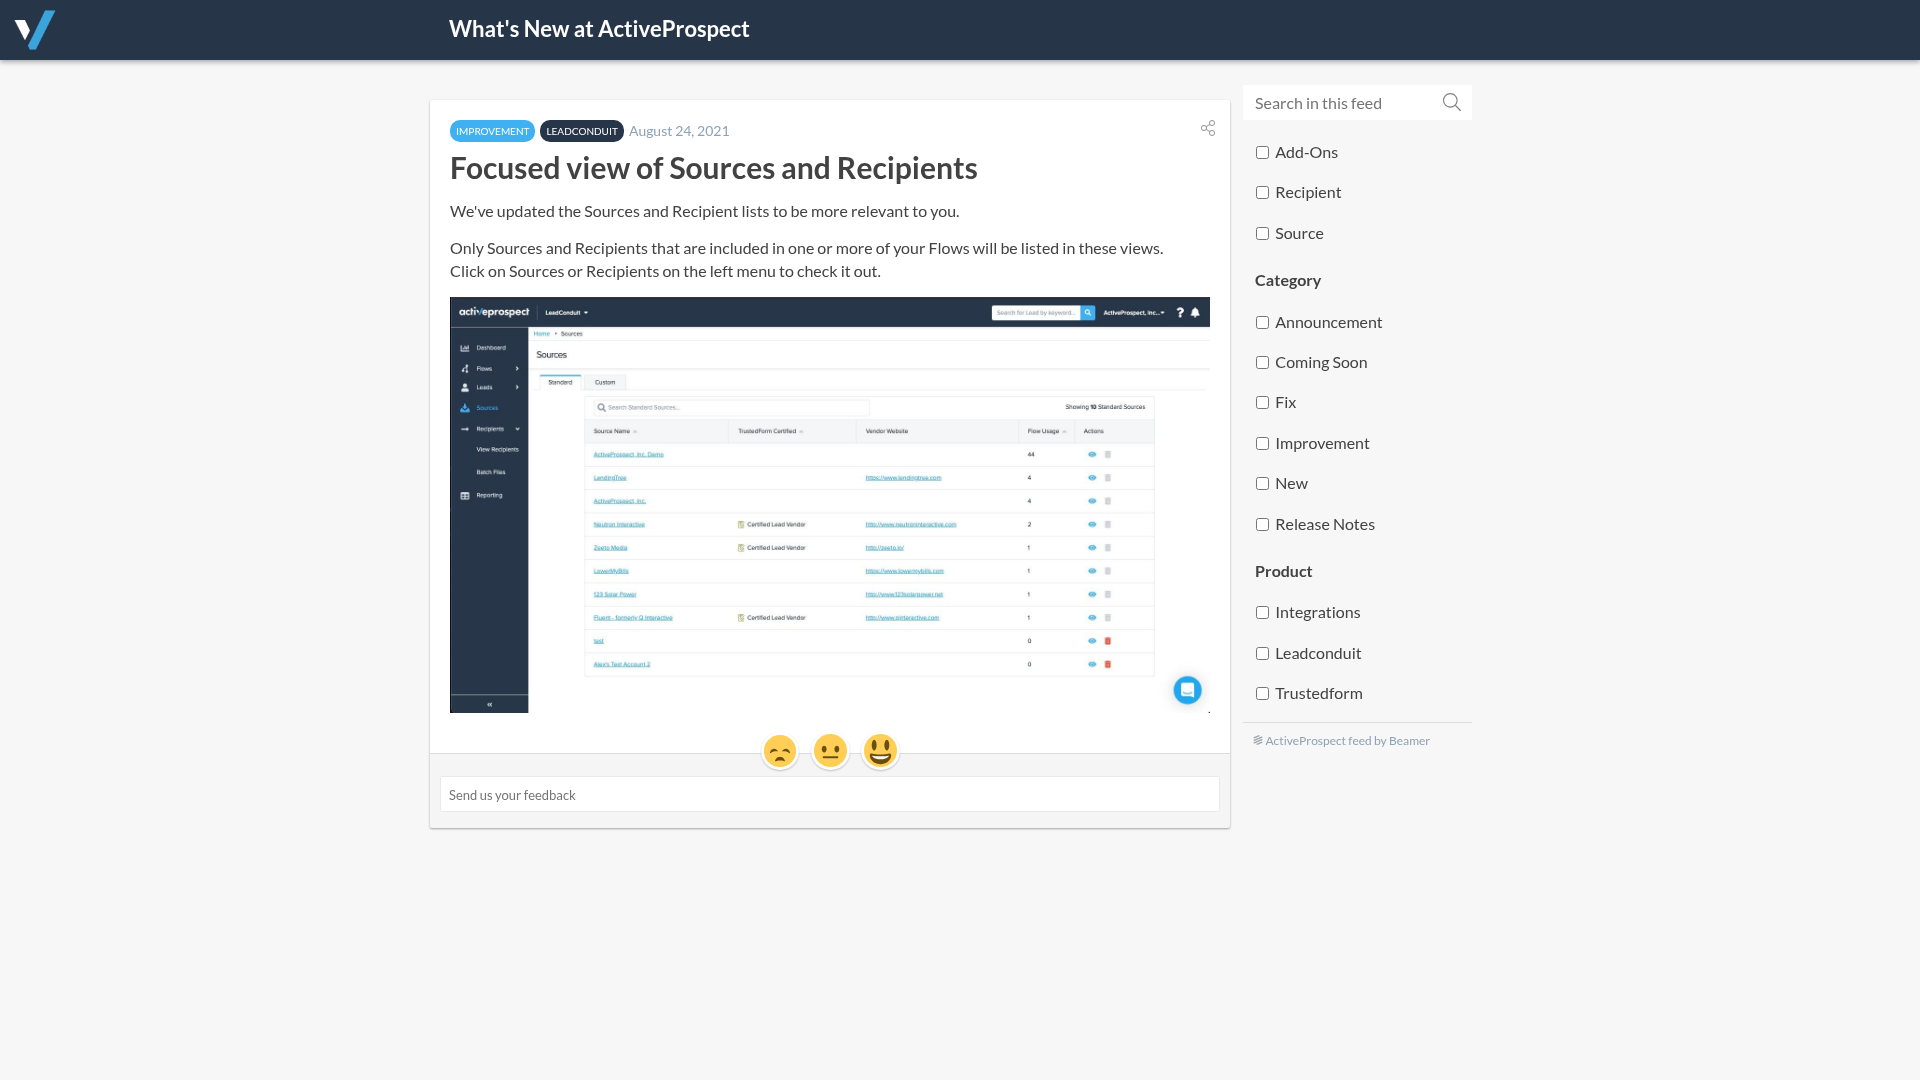 What's New at ActiveProspect
IMPROVEMENT LEADCONDUIT August 24, 2021
Focused view of Sources and Recipients
We've updated the Sources and Recipient lists to be more relevant to you.
Only Sources and Recipients that are included in one or more of your Flows will be listed in these views.
Click on Sources or Recipients on the left menu to check it out.
activeprospect LeadConduit Search for Lead by keyword... ActiveProspect, Inc... ?
Home Sources
Sources
Dashboard
Flows
Leads
Sources
Recipients
View Recipients
Batch Files
Reporting
Standard Custom
Search Standard Sources... Showing 10 Standard Sources
Source Name TrustedForm Certified Vendor Website Flow Usage Actions
ActiveProspect, Inc. Demo 44
LendingTree https://www.lendingtree.com 4
ActiveProspect, Inc. 4
Neutron Interactive Certified Lead Vendor http://www.neutroninteractive.com 2
Zeeto Media Certified Lead Vendor http://zeeto.io/ 1
LowerMyBills https://www.lowermybills.com 1
123 Solar Power http://www.123solarpower.net 1
Fluent - formerly Q Interactive Certified Lead Vendor http://www.qinteractive.com 1
test 0
Alex's Test Account 2 0
«
Send us your feedback
Search in this feed
Add-Ons
Recipient
Source
Category
Announcement
Coming Soon
Fix
Improvement
New
Release Notes
Product
Integrations
Leadconduit
Trustedform
ActiveProspect feed by Beamer